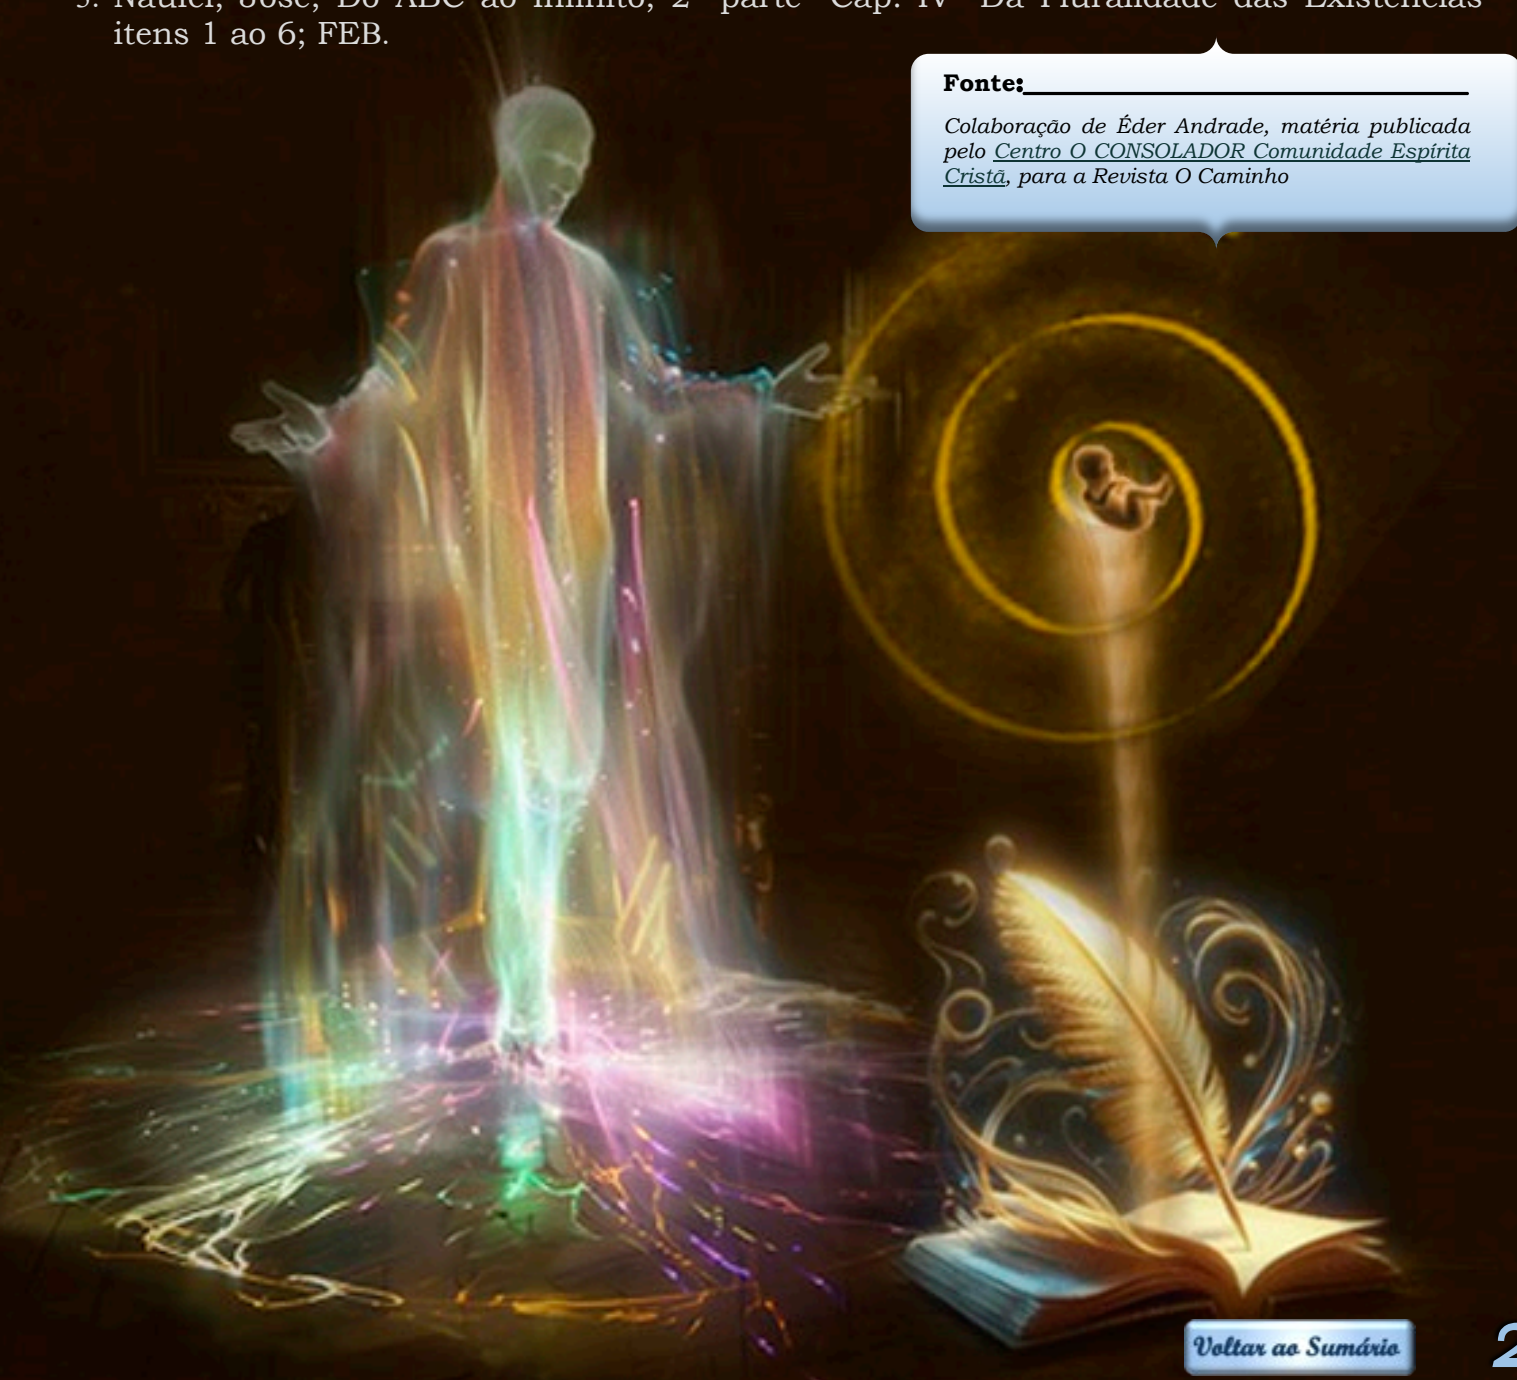 itens 1 ao 6; FEB.
Fonte:
Colaboração de Éder Andrade, matéria publicada
pelo Centro O CONSOLADOR Comunidade Espírita
Cristã, para a Revista O Caminho
Voltar ao Sumário
2